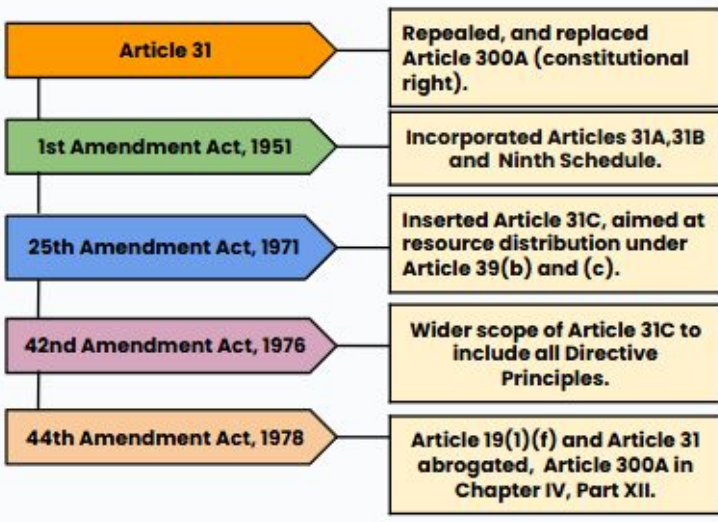 Article 31
Repealed, and replaced
Article 300A (constitutional
right).
1st Amendment Act, 1951
Incorporated Articles 31A,31B
and Ninth Schedule.
25th Amendment Act, 1971
Inserted Article 31C, aimed at
resource distribution under
Article 39(b) and (c).
42nd Amendment Act, 1976
Wider scope of Article 31C to
include all Directive
Principles.
44th Amendment Act, 1978
Article 19(1)(f) and Article 31
abrogated, Article 300A in
Chapter IV, Part XII.